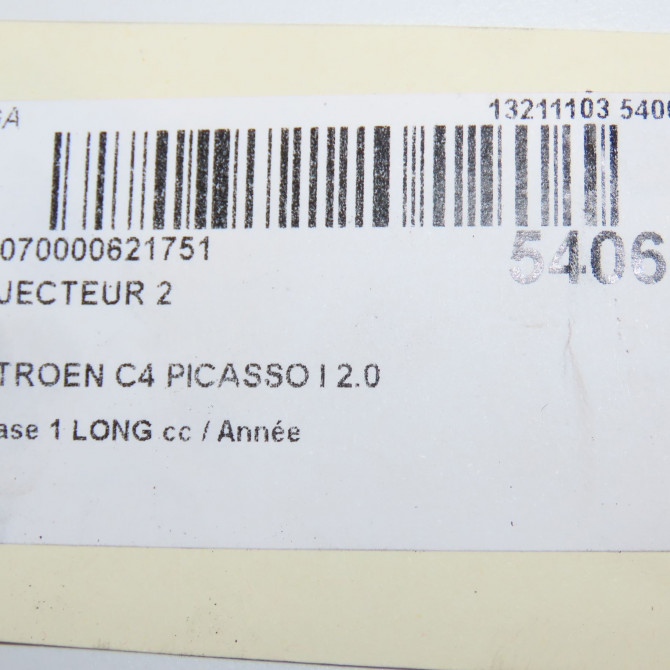 13211103 5406
070000621751
5406
JECTEUR 2
TROEN C4 PICASSO I 2.0
ase 1 LONG cc / Année